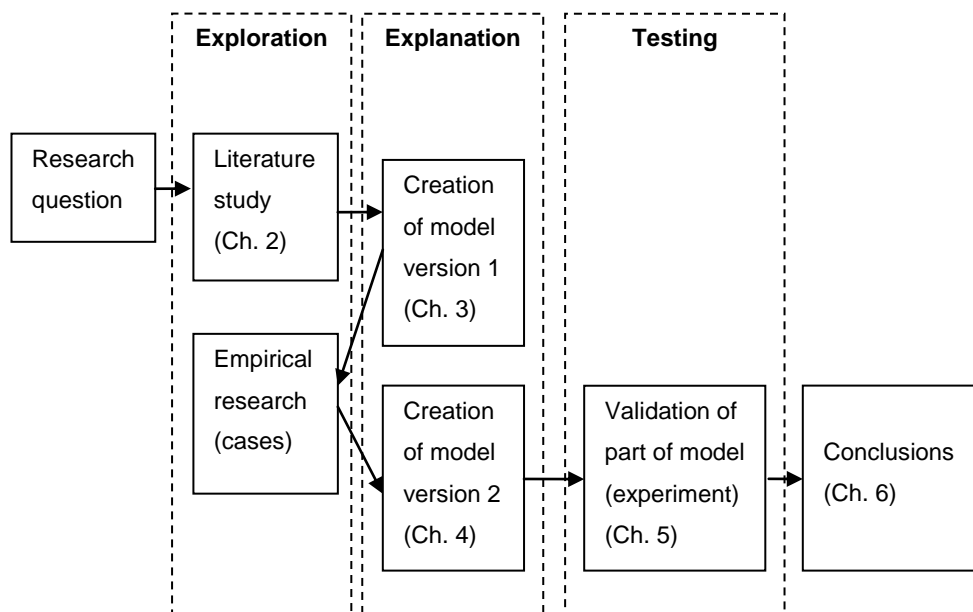 Exploration
Explanation
Testing
Research
question
Literature
study
(Ch. 2)
Creation
of model
version 1
(Ch. 3)
Empirical
research
(cases)
Creation
of model
version 2
(Ch. 4)
Validation of
part of model
(experiment)
(Ch. 5)
Conclusions
(Ch. 6)